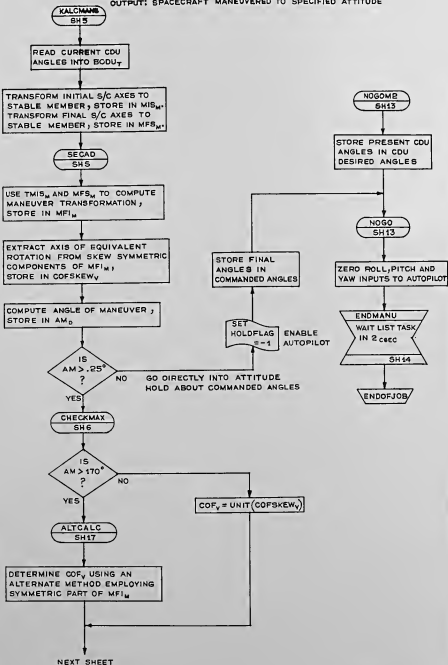 OUTPUT: SPACECRAFT MANEUVERED TO SPECIFIED ATTITUDE
KALCMAN3
SH5
READ CURRENT CDU
ANGLES INTO BCDU_T
TRANSFORM INITIAL S/C AXES TO
STABLE MEMBER, STORE IN MIS_M.
TRANSFORM FINAL S/C AXES TO
STABLE MEMBER, STORE IN MFS_M.
SECAD
SH5
USE TMIS_M AND MFS_M TO COMPUTE
MANEUVER TRANSFORMATION,
STORE IN MFI_M
EXTRACT AXIS OF EQUIVALENT
ROTATION FROM SKEW SYMMETRIC
COMPONENTS OF MFI_M,
STORE IN COFSKEW_V
COMPUTE ANGLE OF MANEUVER,
STORE IN AM_D
IS
AM > .25°
?
NO
GO DIRECTLY INTO ATTITUDE
HOLD ABOUT COMMANDED ANGLES
YES
SET
HOLDFLAG
=-1
ENABLE
AUTOPILOT
STORE FINAL
ANGLES IN
COMMANDED ANGLES
CHECKMAX
SH6
IS
AM > 170°
?
NO
YES
COF_V = UNIT(COFSKEW_V)
ALTCALC
SH17
DETERMINE COF_V USING AN
ALTERNATE METHOD EMPLOYING
SYMMETRIC PART OF MFI_M
NEXT SHEET
NOGOM2
SH13
STORE PRESENT CDU
ANGLES IN CDU
DESIRED ANGLES
NOGO
SH13
ZERO ROLL, PITCH AND
YAW INPUTS TO AUTOPILOT
ENDMANU
WAIT LIST TASK
IN 2 CSEC
SH14
ENDOFJOB